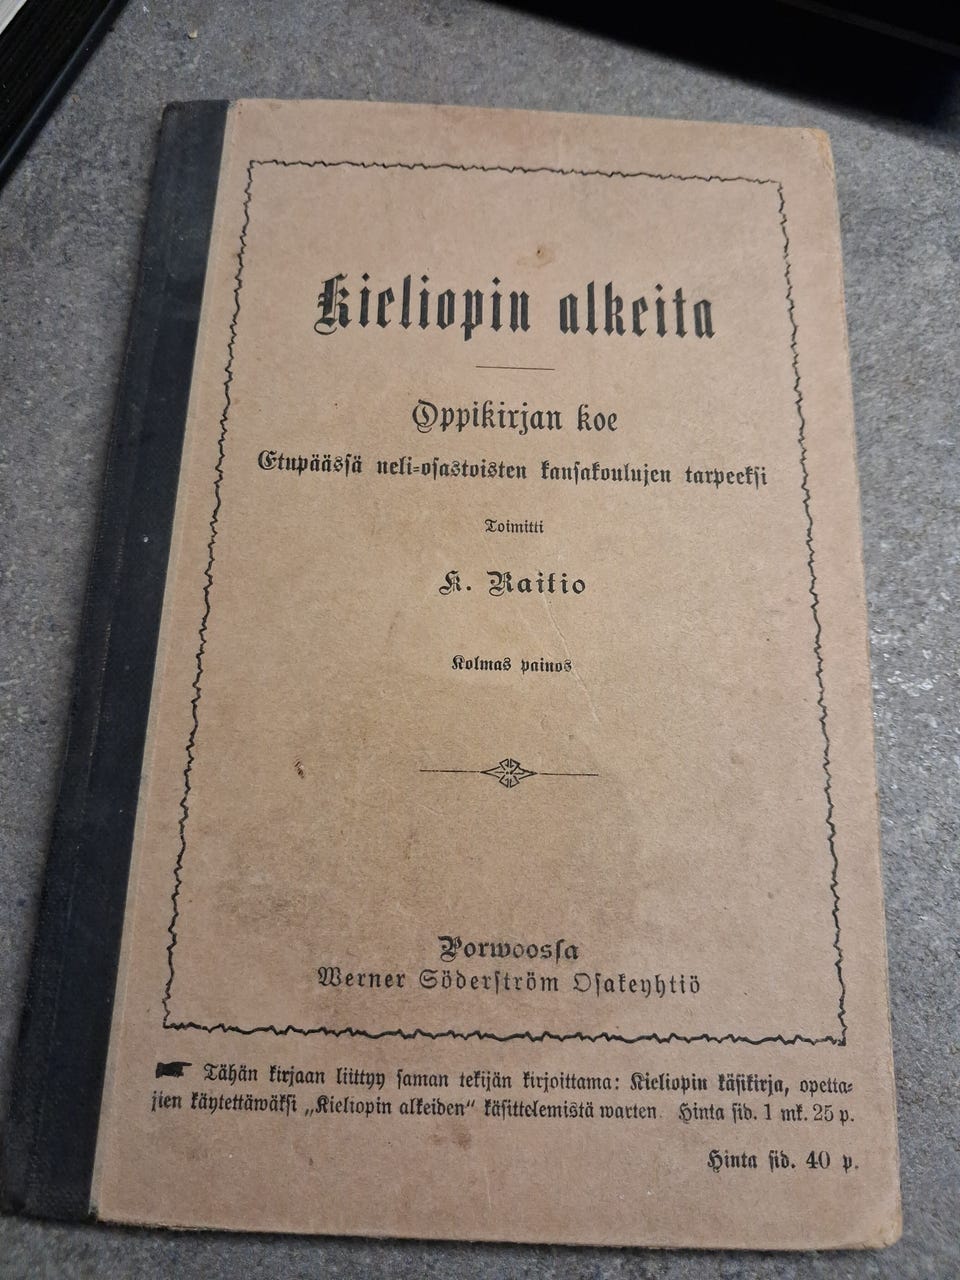 Kieliopin alkeita
Oppikirjan koe
Etupäässä neli-osastoisten kansakoulujen tarpeeksi
Toimitti
K. Raitio
Kolmas painos
Porwoossa
Werner Söderström Osakeyhtiö
Tähän kirjaan liittyy saman tekijän kirjoittama: Kieliopin käsikirja, opetta-
jien käytettäwäksi „Kieliopin alkeiden“ käsittelemistä warten. Hinta sid. 1 mk. 25 p.
Hinta sid. 40 p.